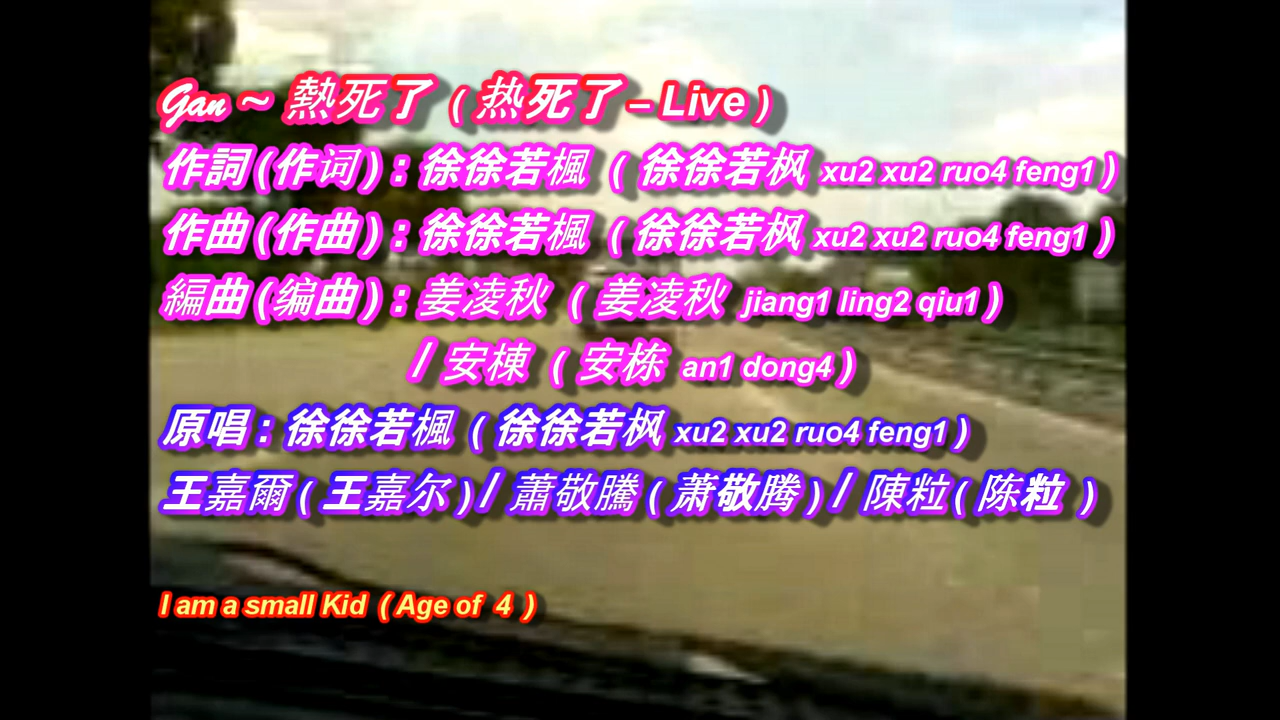 Gan ~ 熱死了 ( 热死了 – Live )
作詞 (作词) : 徐徐若楓 ( 徐徐若枫 xu2 xu2 ruo4 feng1 )
作曲 (作曲) : 徐徐若楓 ( 徐徐若枫 xu2 xu2 ruo4 feng1 )
編曲 (编曲) : 姜凌秋 ( 姜凌秋 jiang1 ling2 qiu1 )
/ 安棟 ( 安栋 an1 dong4 )
原唱 : 徐徐若楓 ( 徐徐若枫 xu2 xu2 ruo4 feng1 )
王嘉爾 ( 王嘉尔 ) / 蕭敬騰 ( 萧敬腾 ) / 陳粒 ( 陈粒 )
I am a small Kid ( Age of 4 )